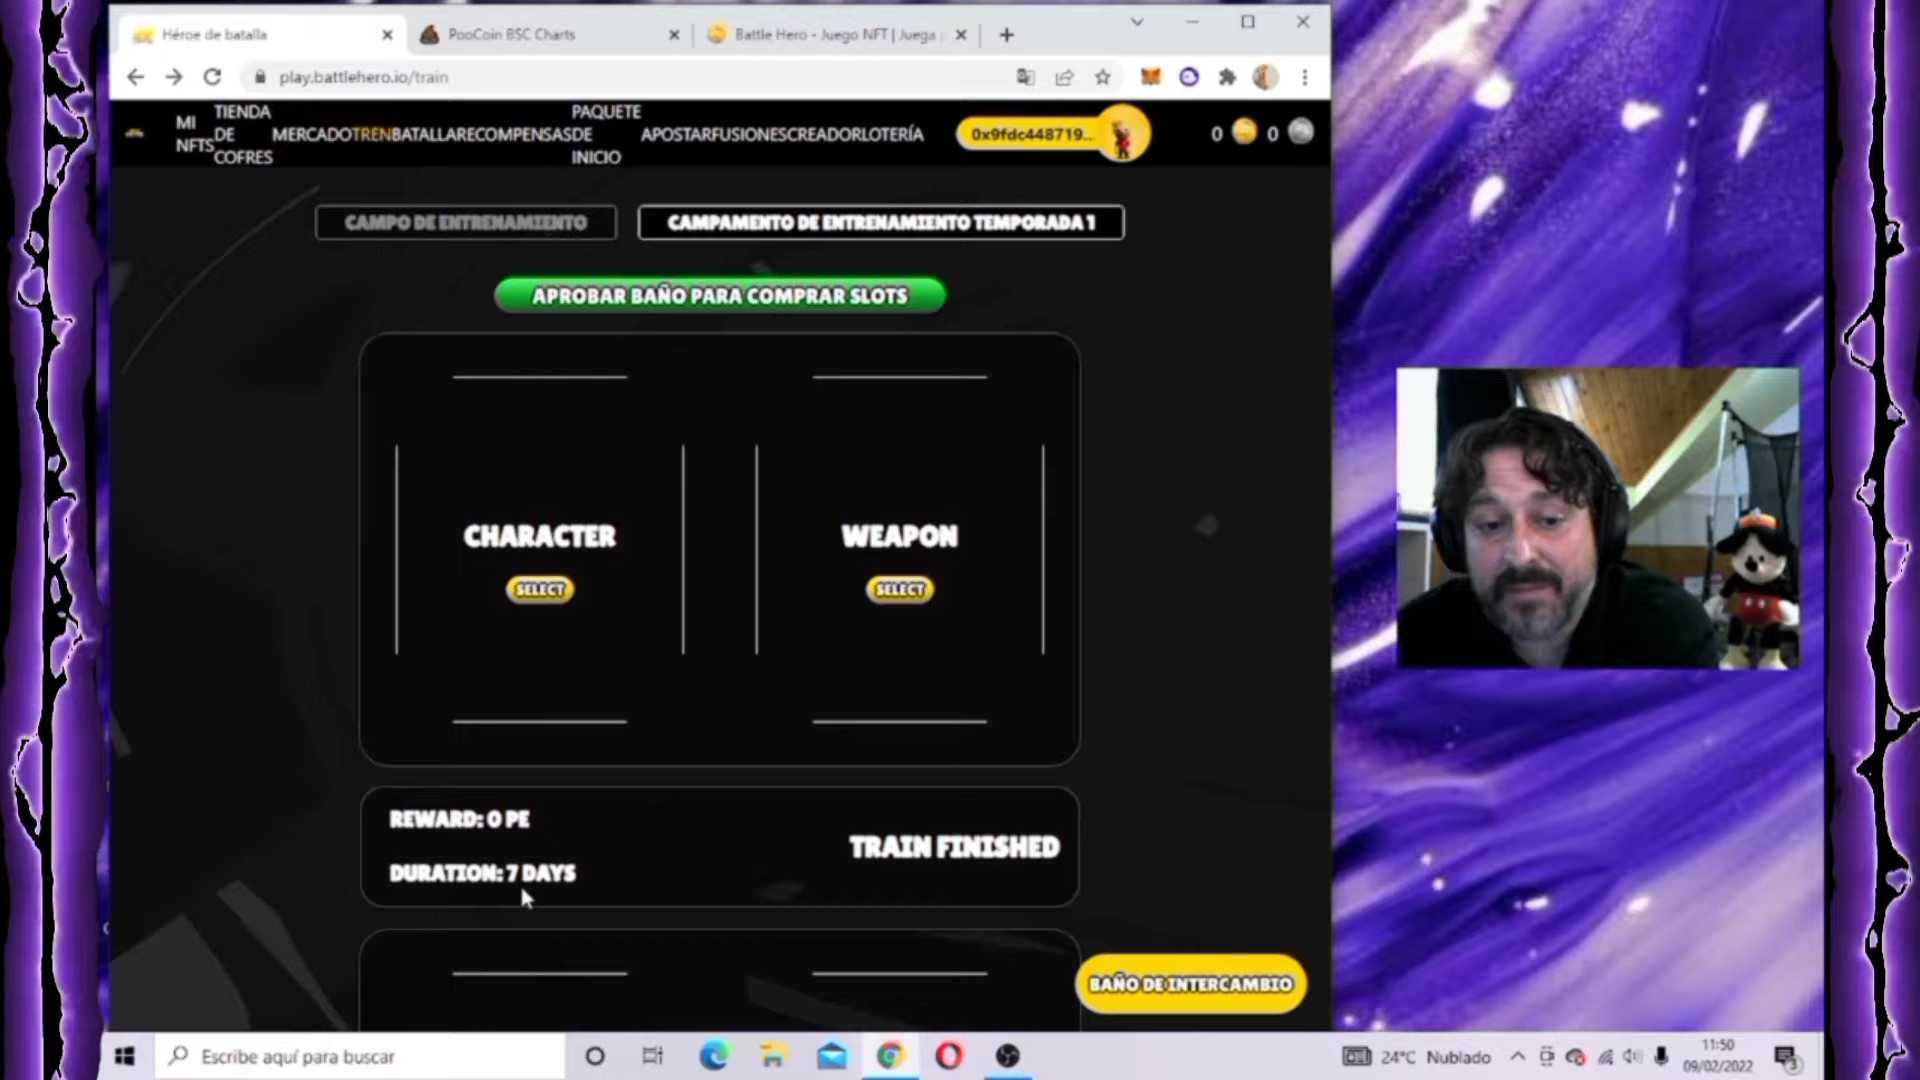 Héroe de batalla
PooCoin BSC Charts
Battle Hero - Juego NFT | Juega
play.battlehero.io/train
MI NFTS
TIENDA DE COFRES
MERCADO
TREN
BATALLA
RECOMPENSAS
PAQUETE DE INICIO
APOSTAR
FUSIONES
CREADOR
LOTERÍA
0x9fdc448719...
0
0
CAMPO DE ENTRENAMIENTO
CAMPAMENTO DE ENTRENAMIENTO TEMPORADA 1
APROBAR BAÑO PARA COMPRAR SLOTS
CHARACTER
WEAPON
SELECT
SELECT
REWARD: 0 PE
TRAIN FINISHED
DURATION: 7 DAYS
BAÑO DE INTERCAMBIO
Escribe aquí para buscar
24°C Nublado
11:50
09/02/2022
3